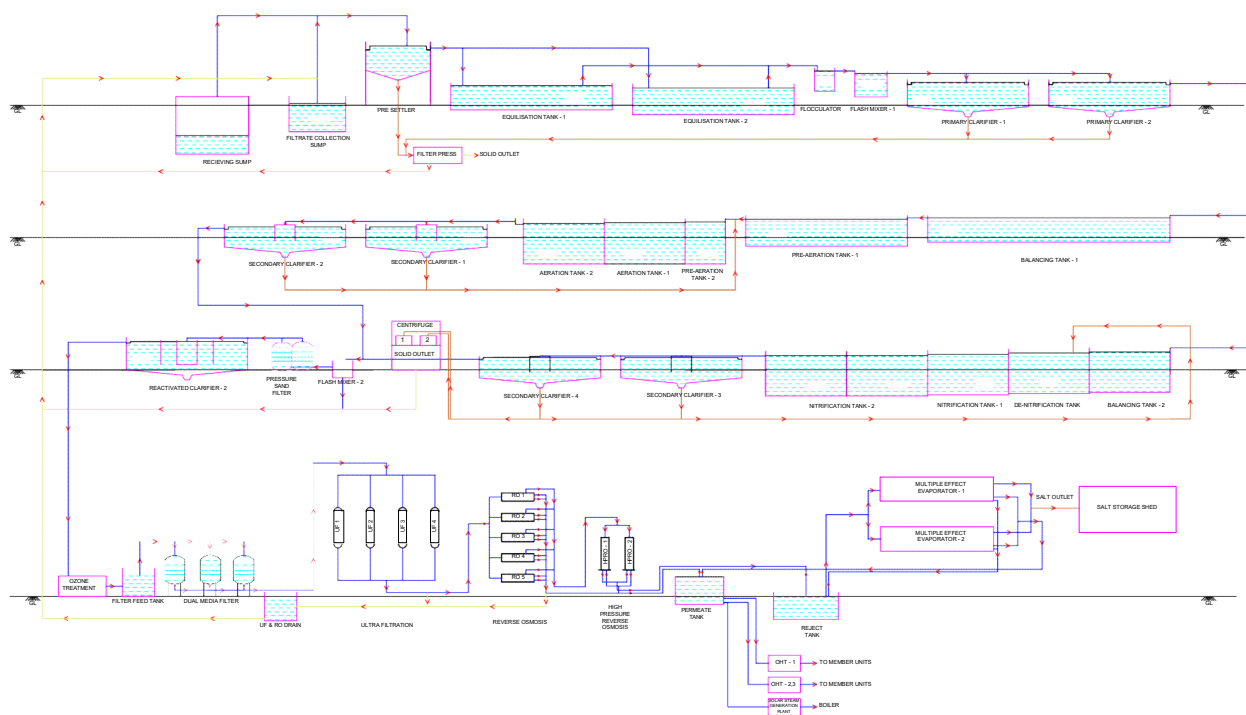 FLOCCULATOR
FLASH MIXER - 1
PRE SETTLER
GL
EQUILISATION TANK - 1
EQUILISATION TANK - 2
PRIMARY CLARIFIER - 1
PRIMARY CLARIFIER - 2
GL
FILTRATE COLLECTION
SUMP
RECIEVING SUMP
FILTER PRESS
SOLID OUTLET
GL
SECONDARY CLARIFIER - 2
SECONDARY CLARIFIER - 1
AERATION TANK - 2
AERATION TANK - 1
PRE-AERATION
TANK - 2
PRE-AERATION TANK - 1
BALANCING TANK - 1
GL
CENTRIFUGE
1
2
SOLID OUTLET
GL
REACTIVATED CLARIFIER - 2
PRESSURE
SAND
FILTER
FLASH MIXER - 2
SECONDARY CLARIFIER - 4
SECONDARY CLARIFIER - 3
NITRIFICATION TANK - 2
NITRIFICATION TANK - 1
DE-NITRIFICATION TANK
BALANCING TANK - 2
GL
UF 1
UF 2
UF 3
UF 4
RO 1
RO 2
RO 3
RO 4
RO 5
HPRO - 1
HPRO - 2
MULTIPLE EFFECT
EVAPORATOR - 1
MULTIPLE EFFECT
EVAPORATOR - 2
SALT OUTLET
SALT STORAGE SHED
OZONE
TREATMENT
GL
FILTER FEED TANK
DUAL MEDIA FILTER
UF & RO DRAIN
ULTRA FILTRATION
REVERSE OSMOSIS
HIGH
PRESSURE
REVERSE
OSMOSIS
PERMEATE
TANK
REJECT
TANK
GL
OHT - 1
TO MEMBER UNITS
OHT - 2,3
TO MEMBER UNITS
SOLAR STEAM
GENERATION
PLANT
BOILER